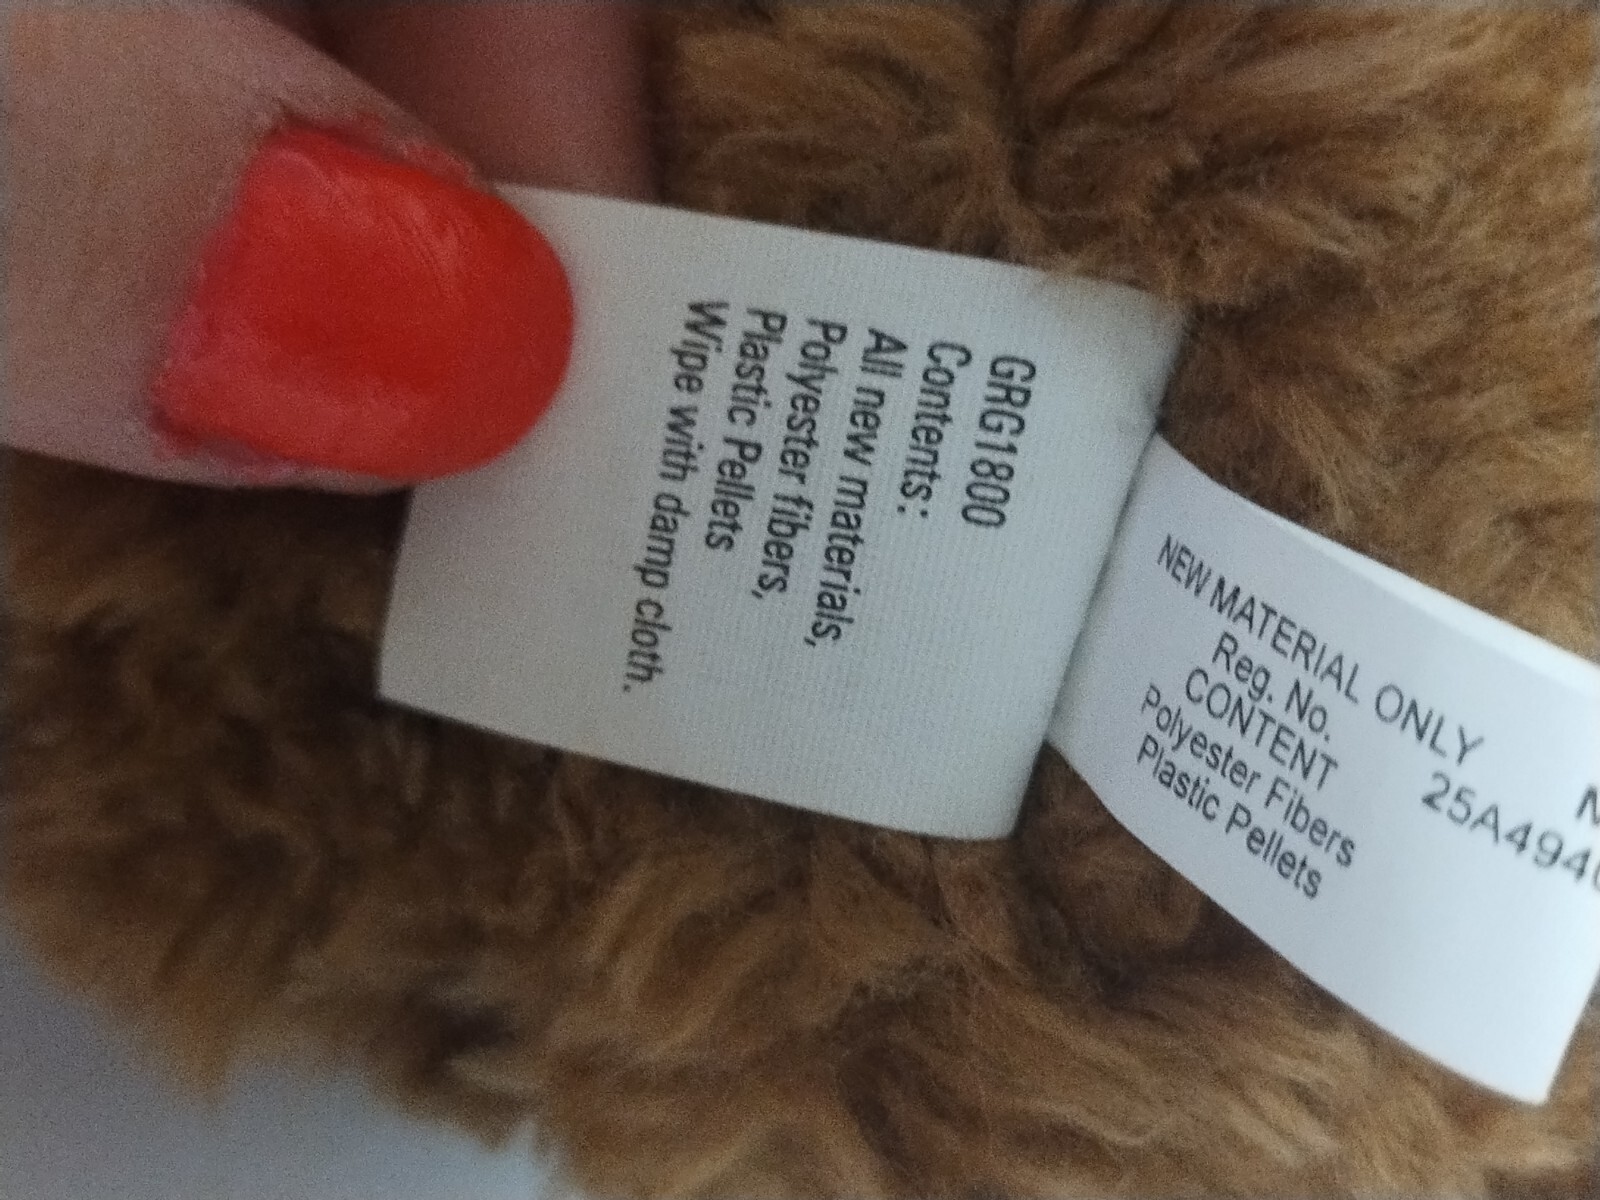 GRG1800
Contents:
All new materials,
Polyester fibers,
Plastic Pellets
Wipe with damp cloth.
NEW MATERIAL ONLY
Reg. No.
CONTENT
Polyester Fibers
Plastic Pellets